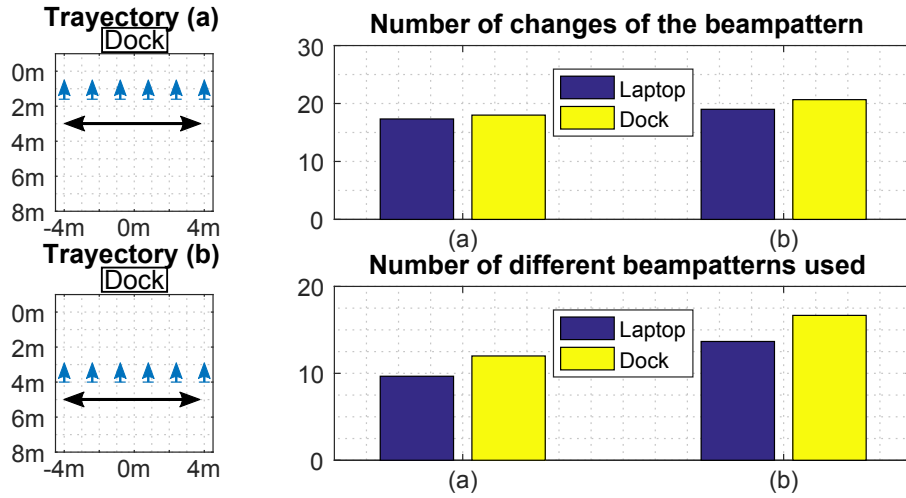 Trayectory (a)
Dock
0m
2m
4m
6m
8m
-4m 0m 4m
Number of changes of the beampattern
30
20
10
0
Laptop
Dock
(a) (b)
Trayectory (b)
Dock
0m
2m
4m
6m
8m
-4m 0m 4m
Number of different beampatterns used
20
10
0
Laptop
Dock
(a) (b)